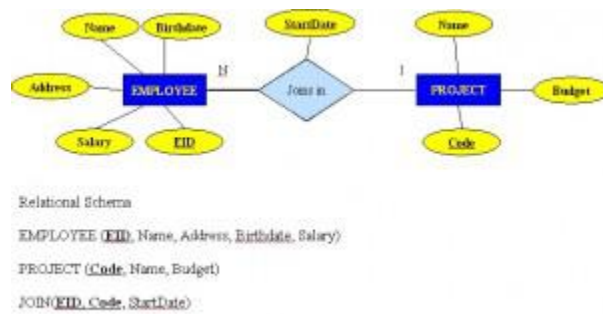 Name
Birthdate
StartDate
Name
N
1
Address
EMPLOYEE
Joins in
PROJECT
Budget
Salary
EID
Code
Relational Schema
EMPLOYEE (EID, Name, Address, Birthdate, Salary)
PROJECT (Code, Name, Budget)
JOIN(EID, Code, StartDate)